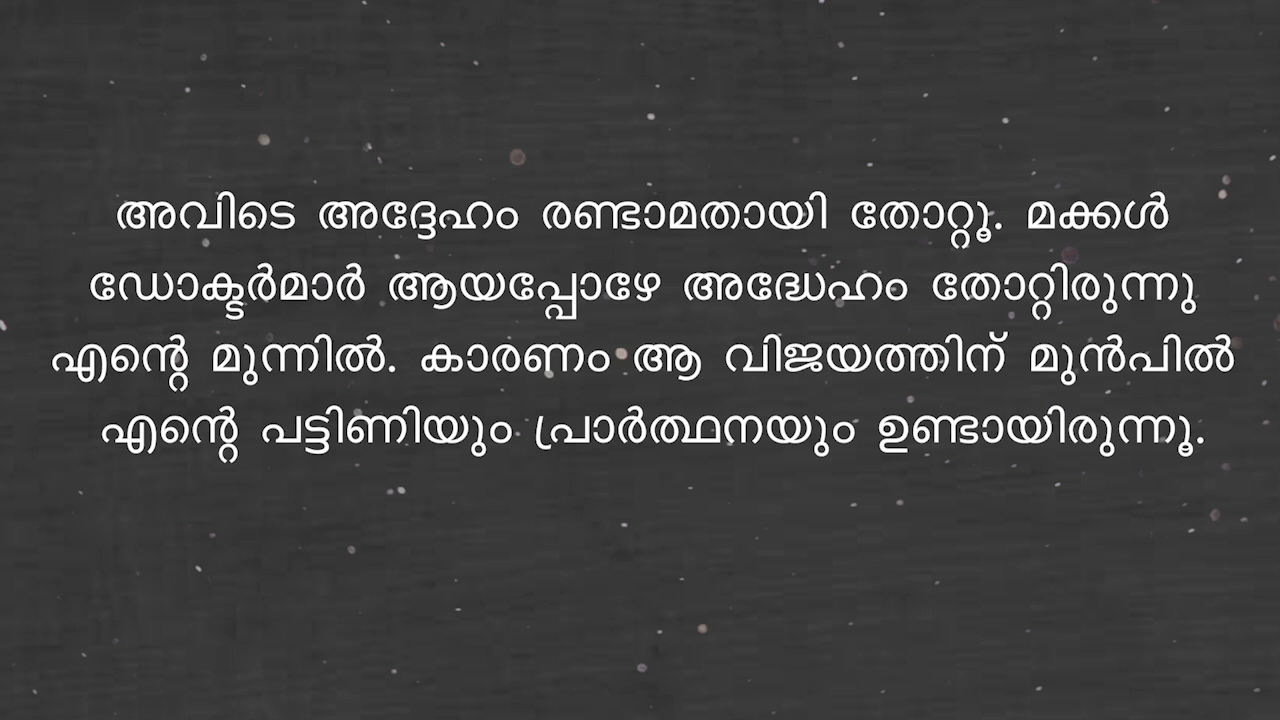 അവിടെ അദ്ദേഹം രണ്ടാമതായി തോറ്റൂ. മക്കൾ
ഡോക്ടർമാർ ആയപ്പോഴേ അദ്ധേഹം തോറ്റിരുന്നു
എന്റെ മുന്നിൽ. കാരണം ആ വിജയത്തിന് മുൻപിൽ
എന്റെ പട്ടിണിയും പ്രാർത്ഥനയും ഉണ്ടായിരുന്നൂ.